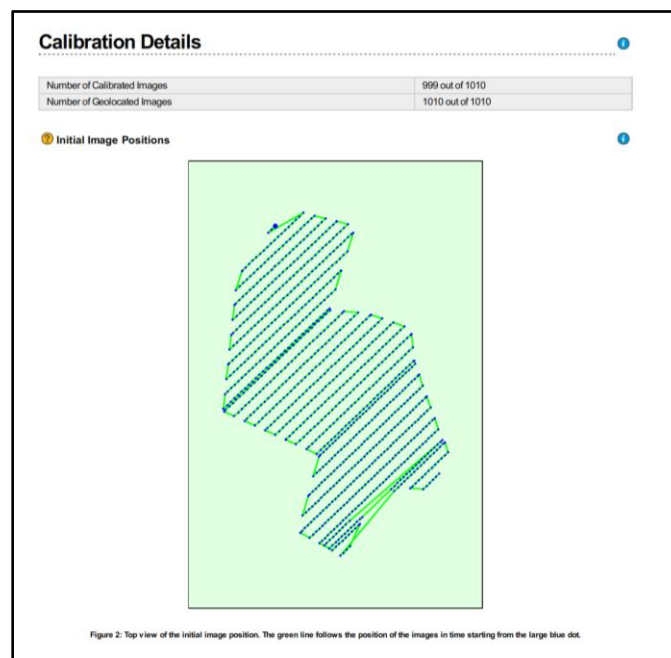 Calibration Details
i
Number of Calibrated Images 999 out of 1010
Number of Geolocated Images 1010 out of 1010
? Initial Image Positions
i
Figure 2: Top view of the initial image position. The green line follows the position of the images in time starting from the large blue dot.